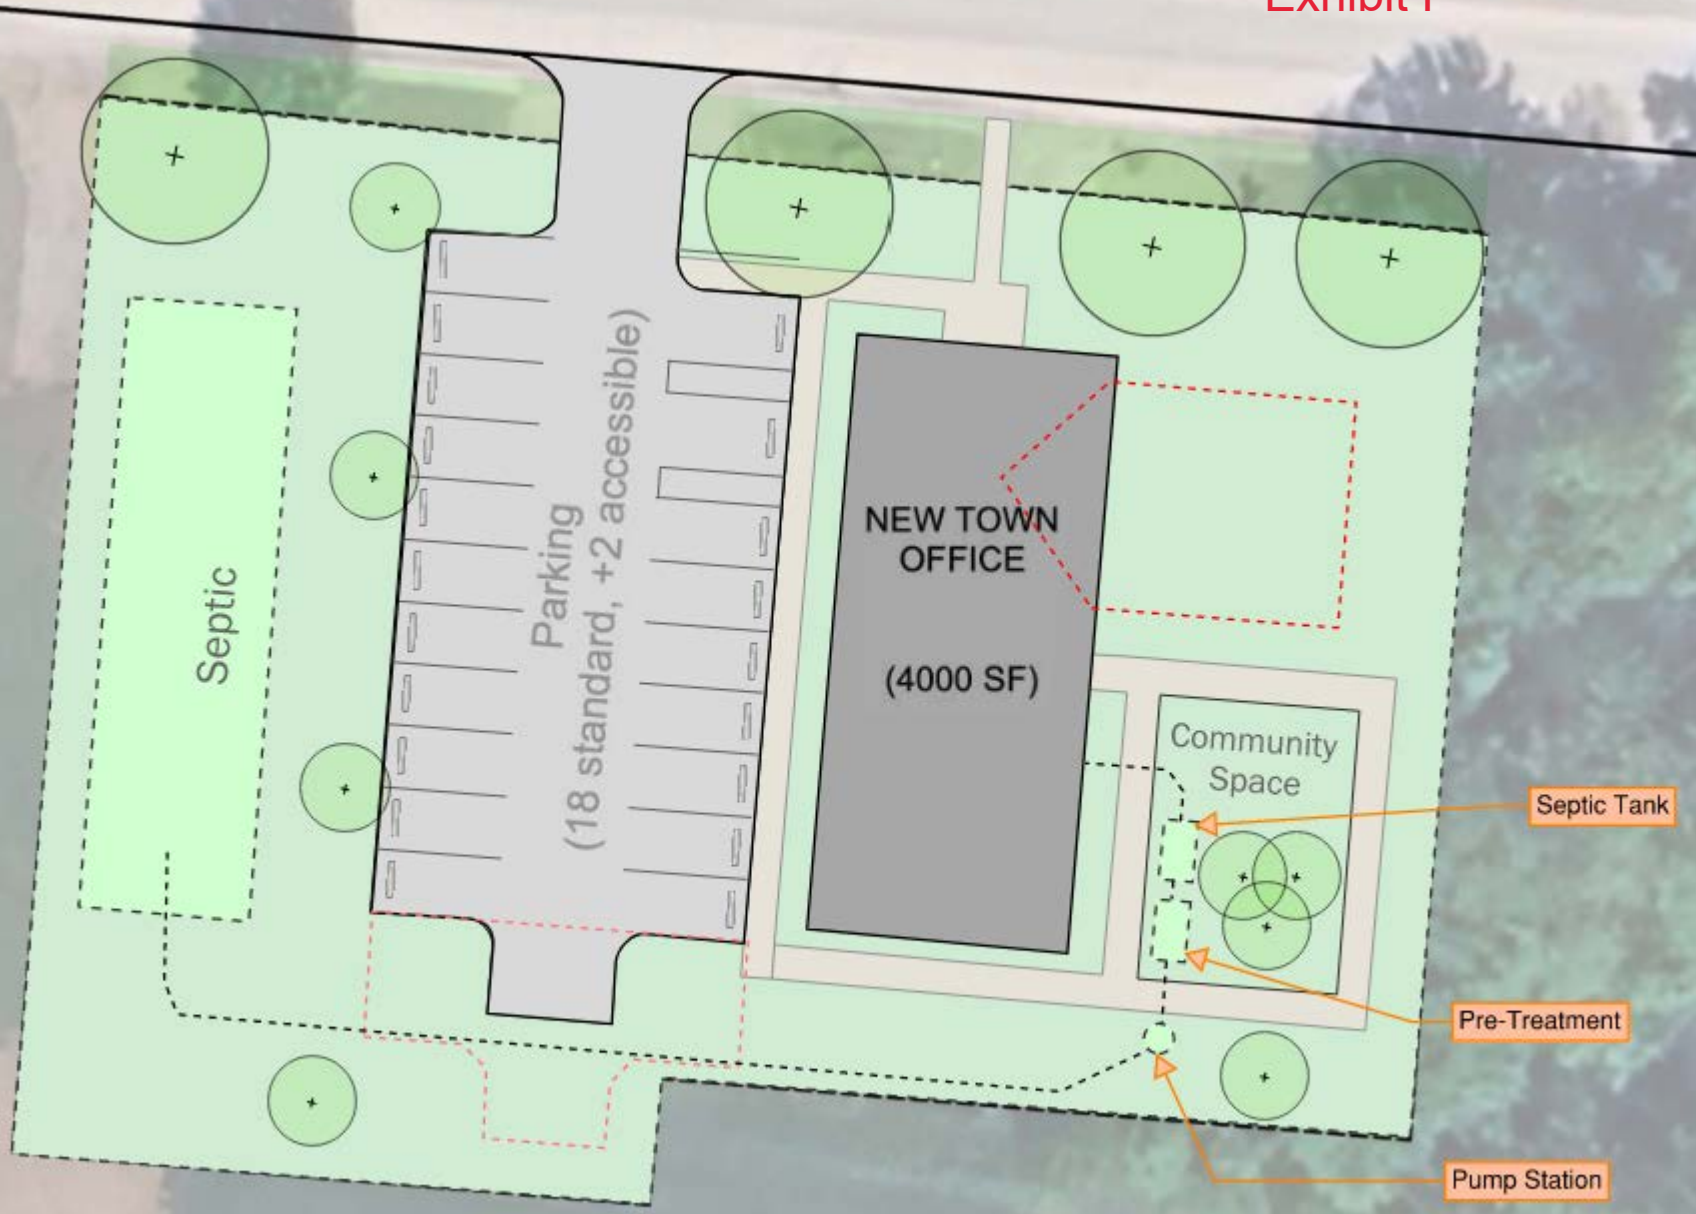 Exhibit F
Septic
Parking
(18 standard, +2 accessible)
NEW TOWN
OFFICE
(4000 SF)
Community
Space
Septic Tank
Pre-Treatment
Pump Station